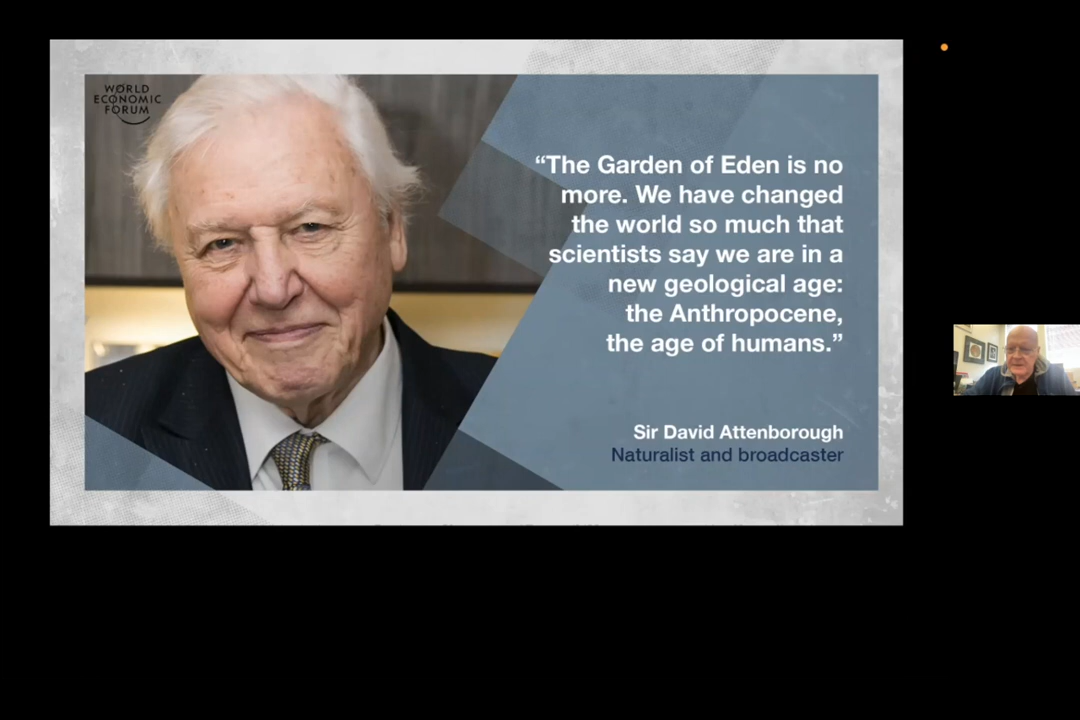 WORLD
ECONOMIC
FORUM
“The Garden of Eden is no
more. We have changed
the world so much that
scientists say we are in a
new geological age:
the Anthropocene,
the age of humans.”
Sir David Attenborough
Naturalist and broadcaster